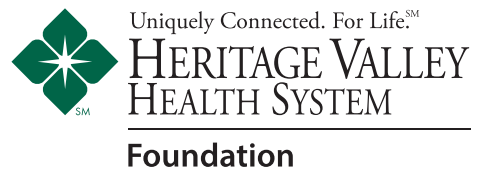 Uniquely Connected. For Life.℠
HERITAGE VALLEY
HEALTH SYSTEM
SM
Foundation